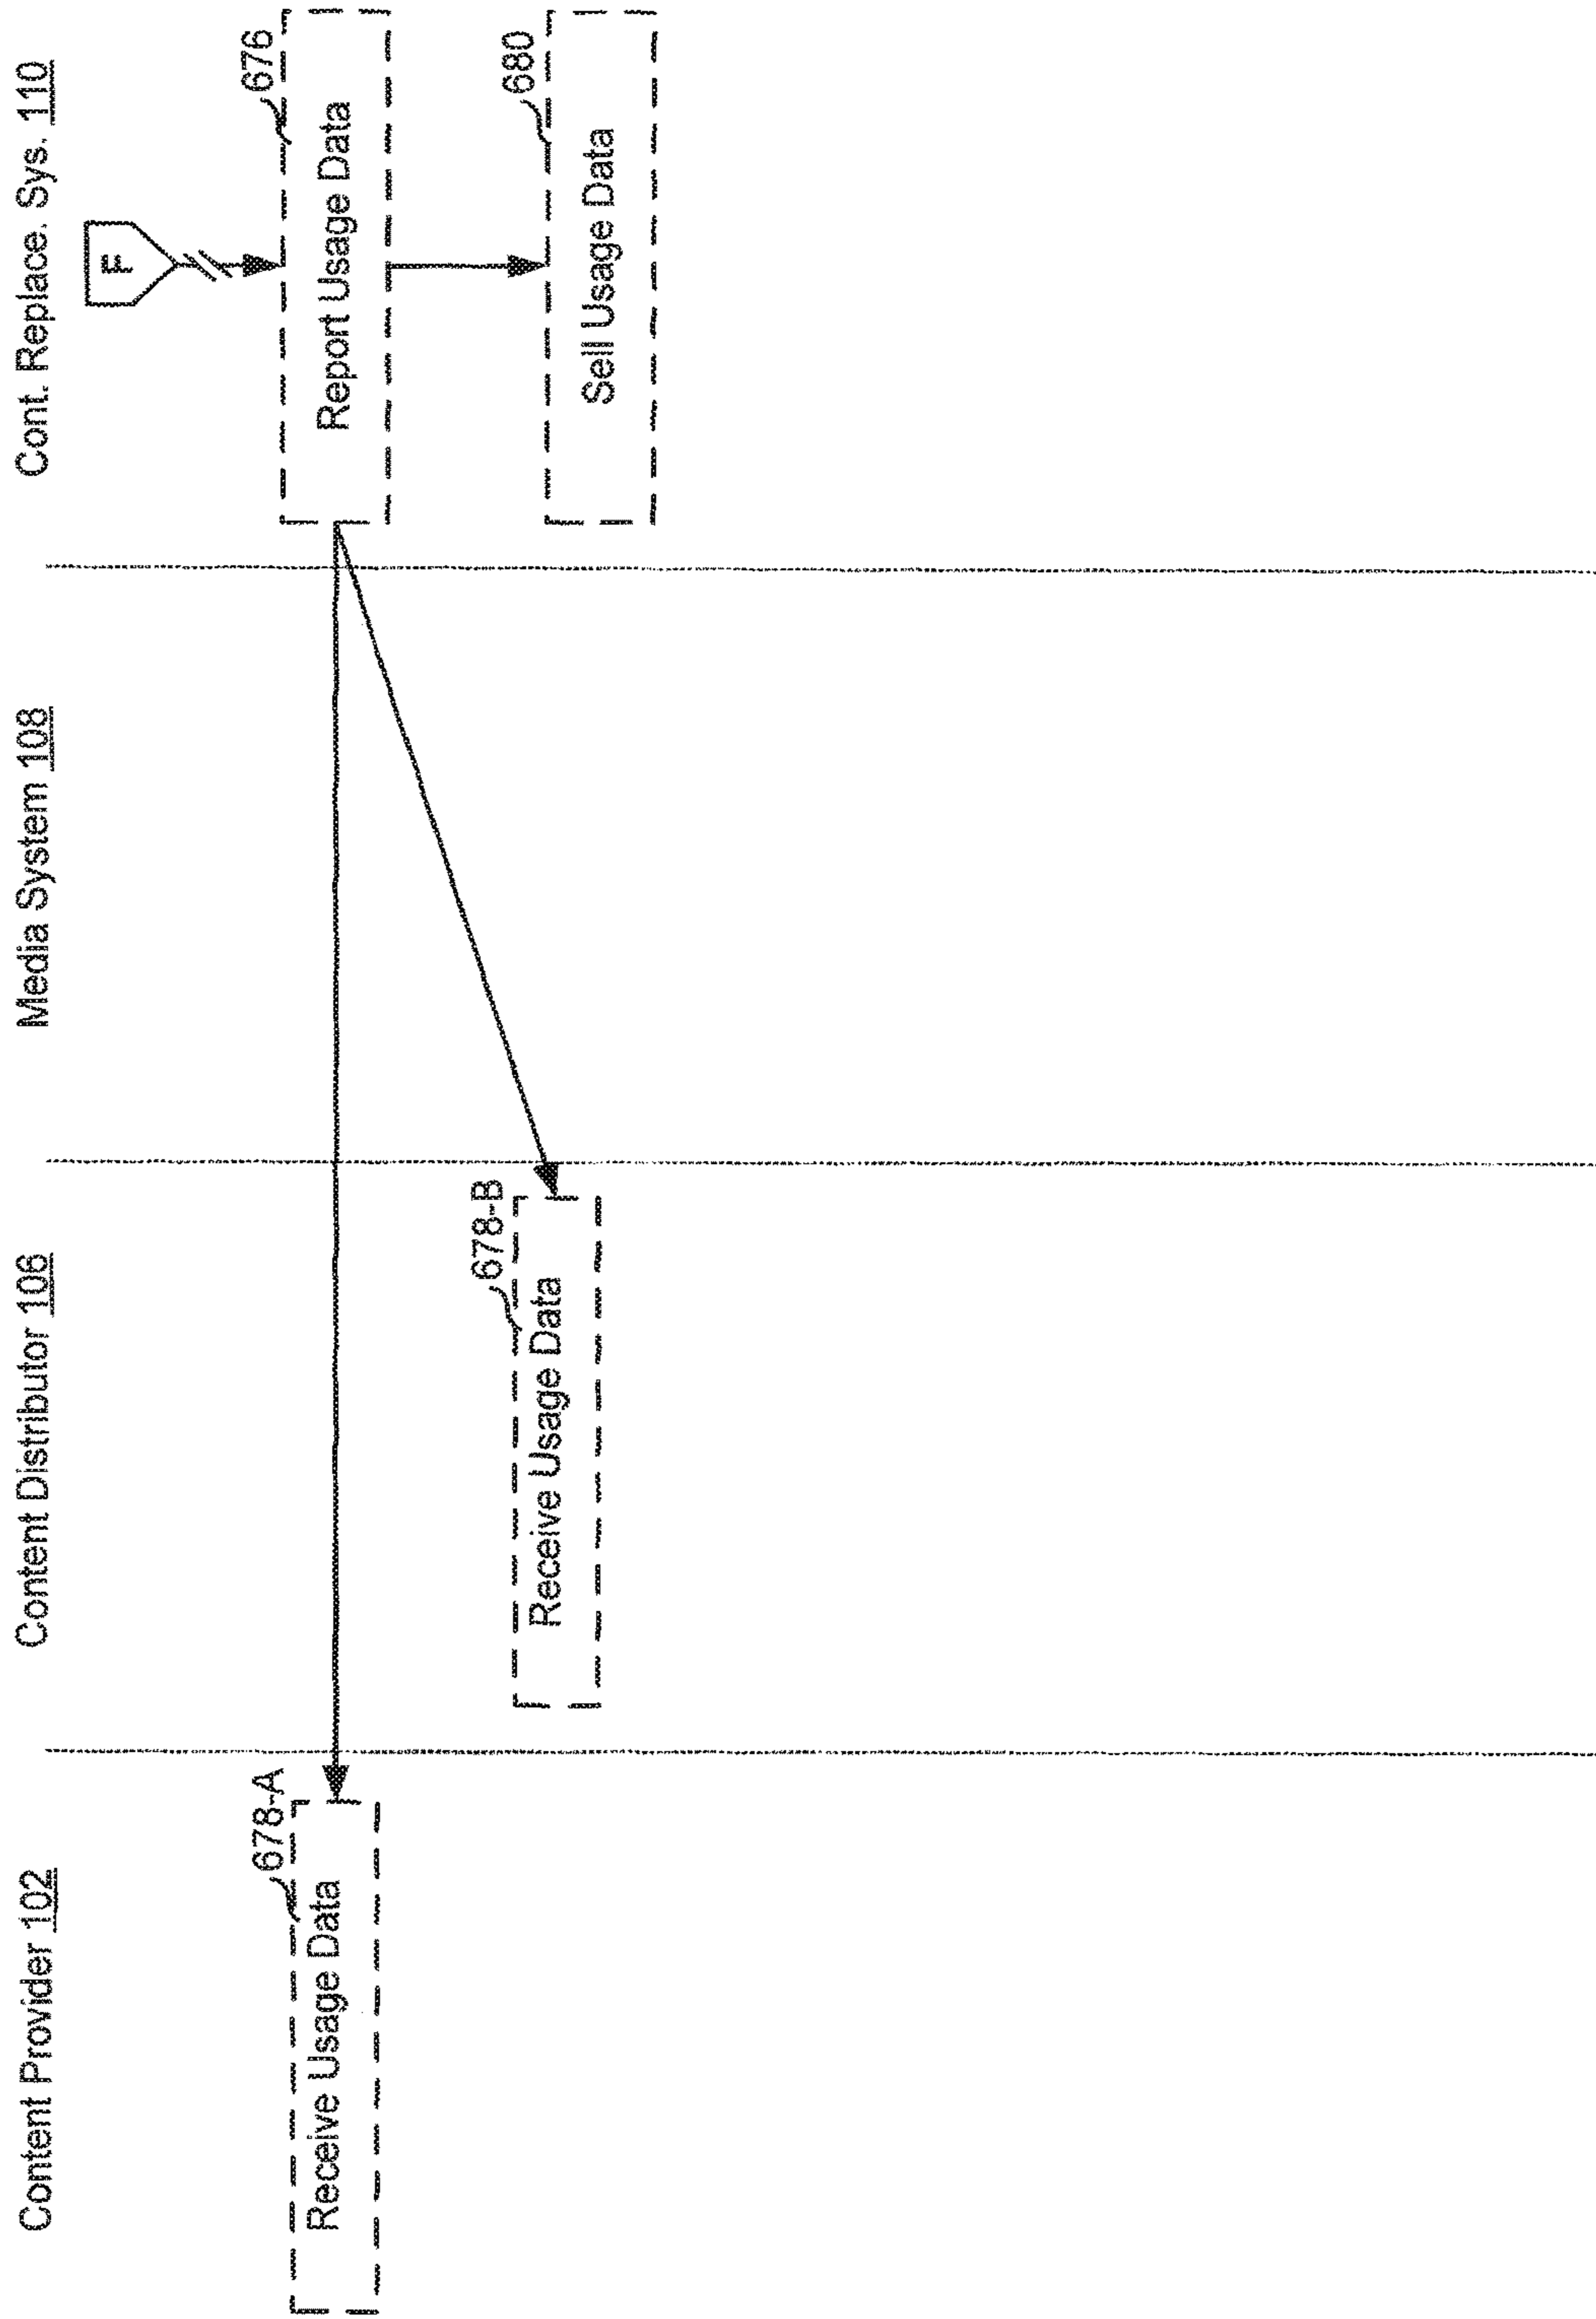 Content Provider 102
Content Distributor 106
Media System 108
Cont. Replace. Sys. 110
F
678-A
Receive Usage Data
676
Report Usage Data
678-B
Receive Usage Data
680
Sell Usage Data